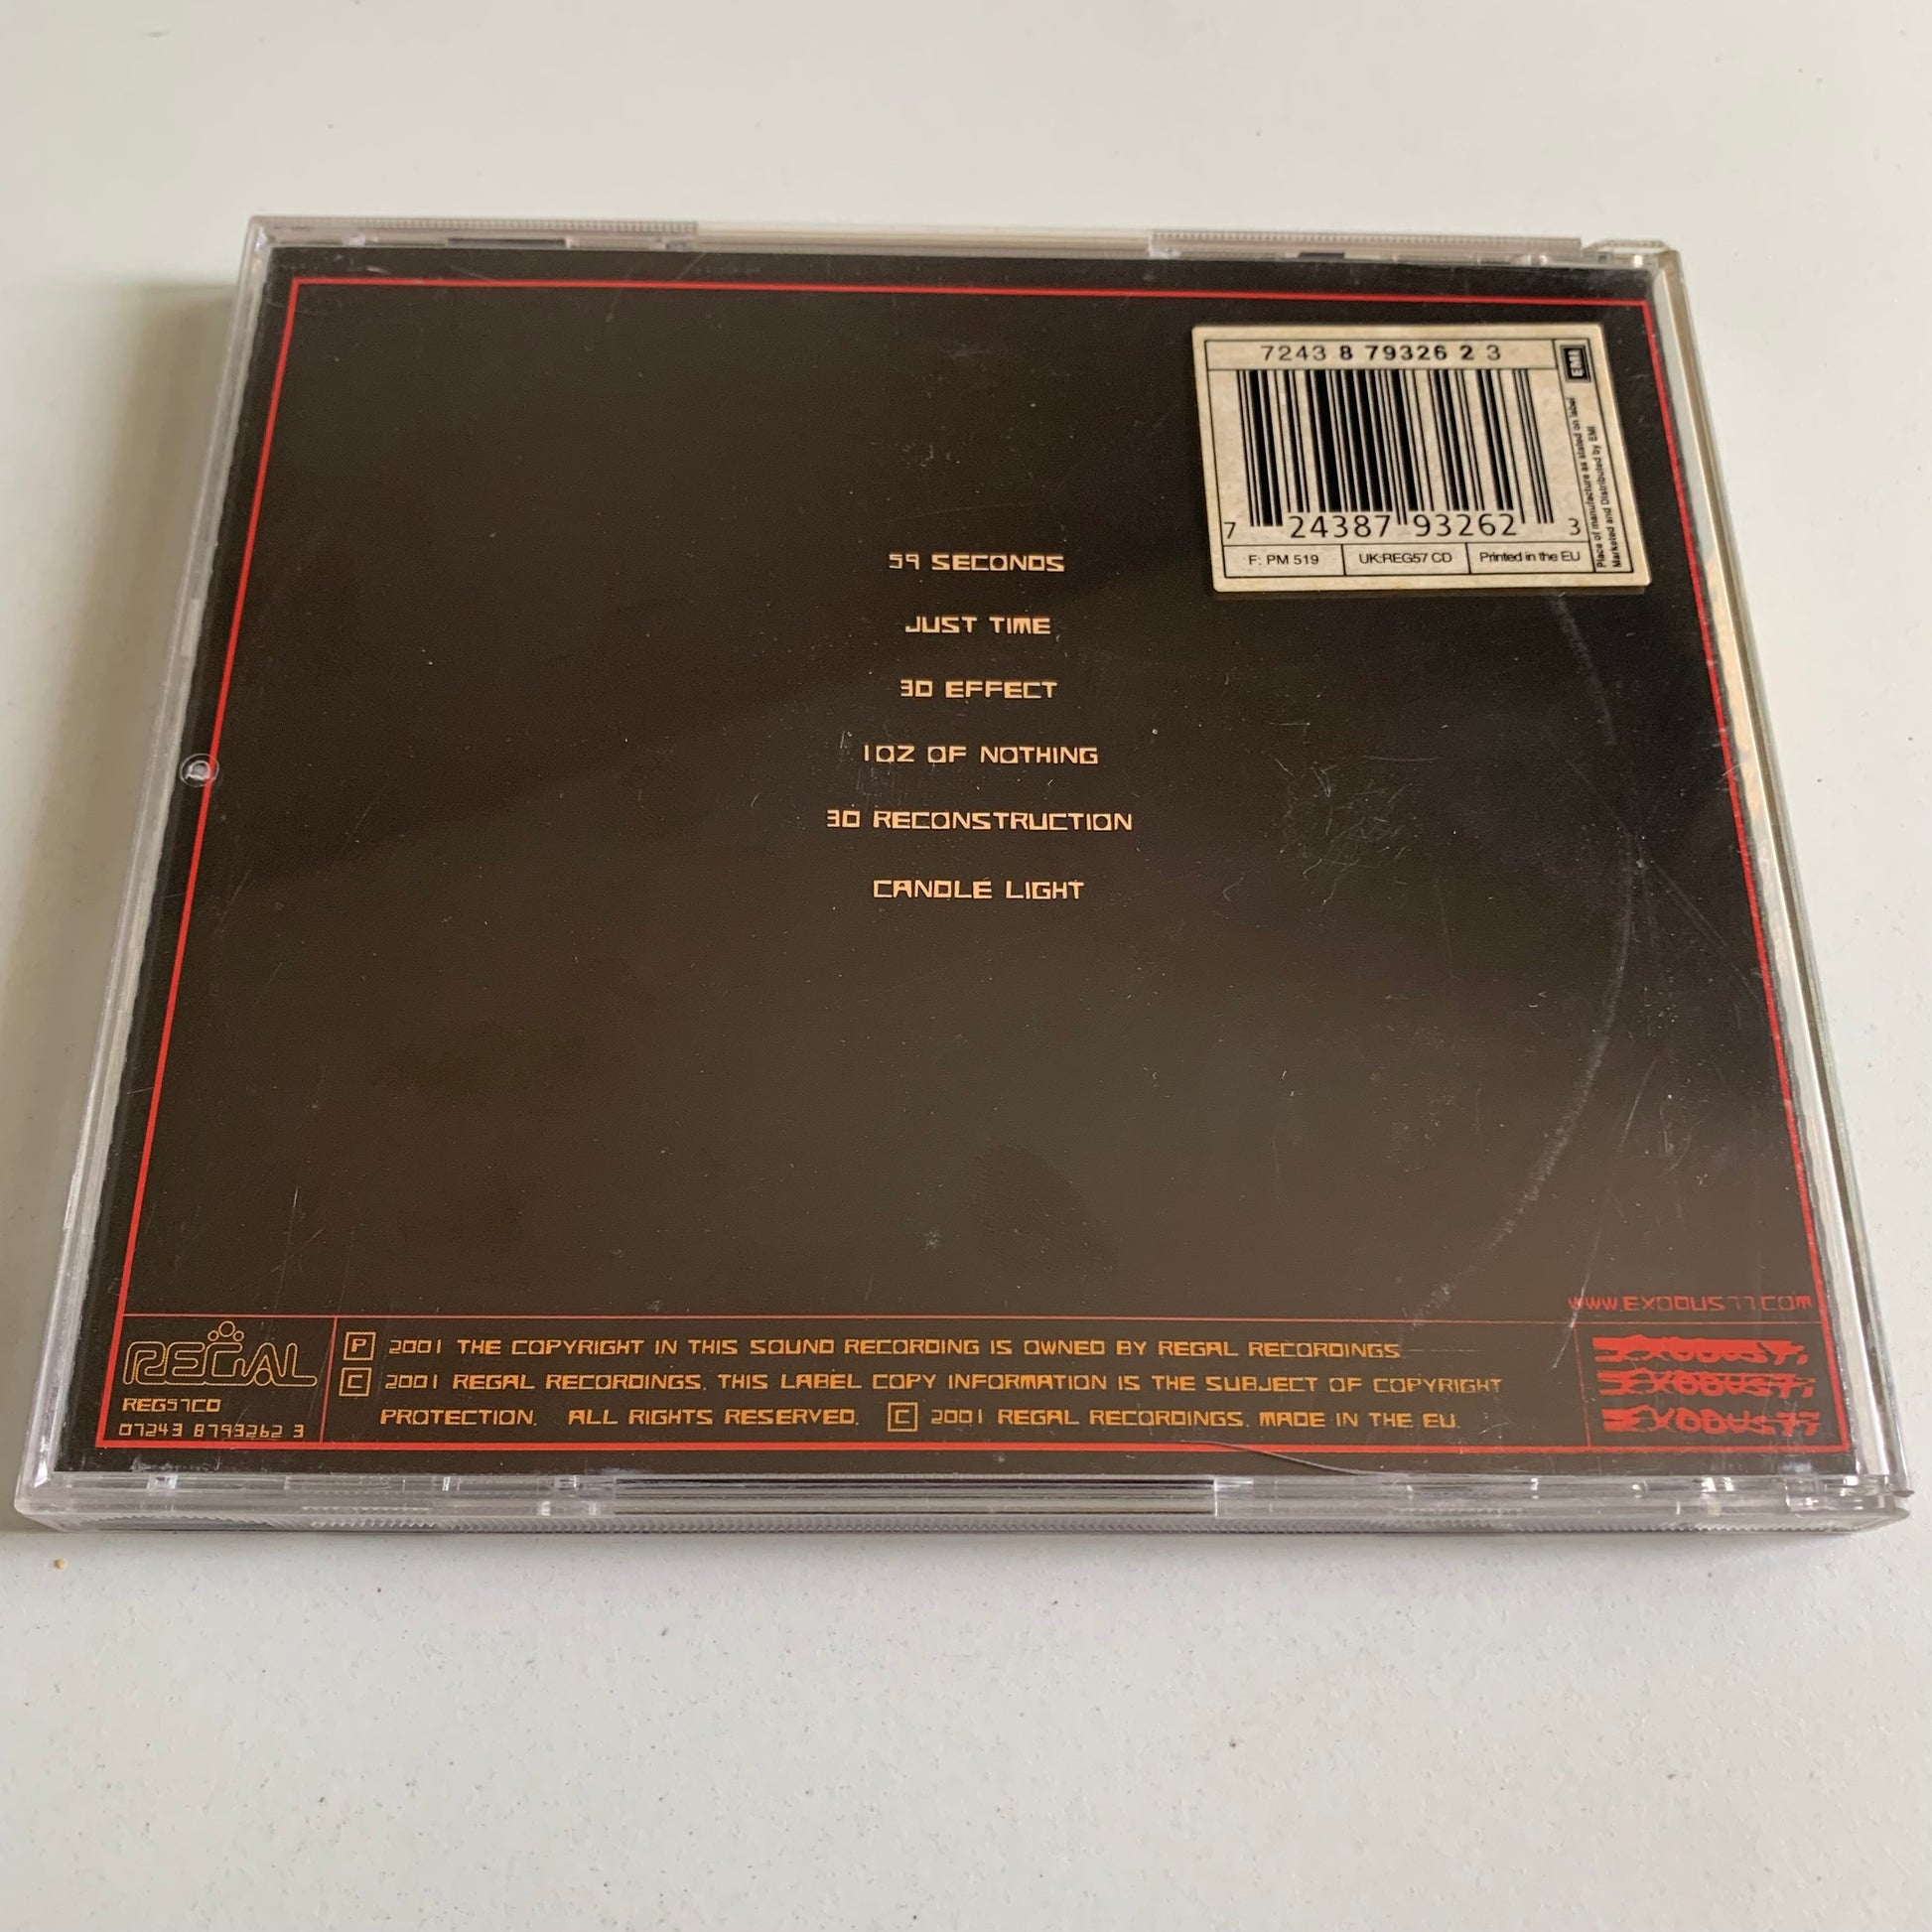 7243 8 79326 2 3
EMI
Place of manufacture as stated on label
Marketed and Distributed by EMI
7 24387 93262 3
F: PM 519
UK:REG57 CD
Printed in the EU
59 SECONDS
JUST TIME
3D EFFECT
1 OZ OF NOTHING
3D RECONSTRUCTION
CANDLE LIGHT
WWW.EXODUS77.COM
REGAL
REG57CD
07243 8793262 3
P 2001 THE COPYRIGHT IN THIS SOUND RECORDING IS OWNED BY REGAL RECORDINGS.
C 2001 REGAL RECORDINGS. THIS LABEL COPY INFORMATION IS THE SUBJECT OF COPYRIGHT
PROTECTION. ALL RIGHTS RESERVED. C 2001 REGAL RECORDINGS. MADE IN THE EU.
EXODUS77
EXODUS77
EXODUS77